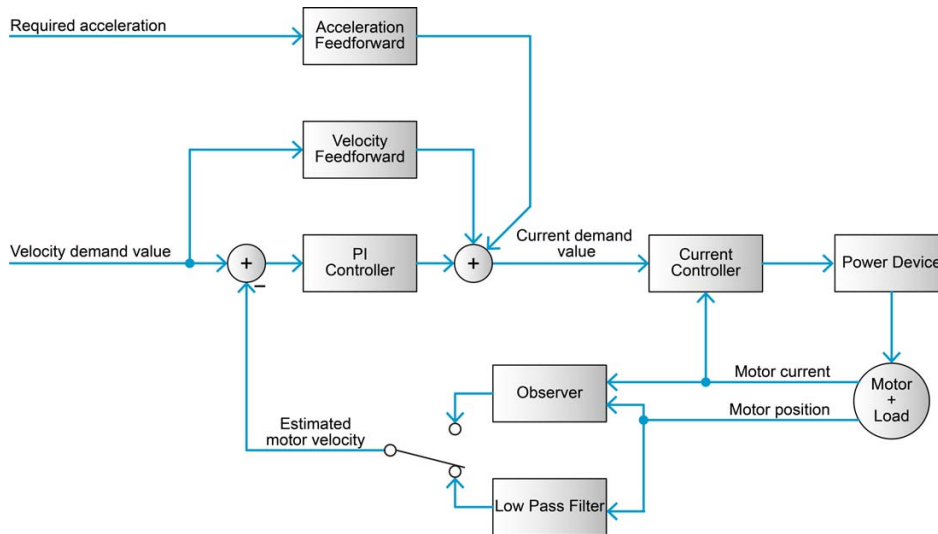 Required acceleration
Acceleration
Feedforward
Velocity
Feedforward
Velocity demand value
+
–
PI
Controller
+
Current demand
value
Current
Controller
Power Device
Observer
Motor current
Motor
+
Load
Motor position
Estimated
motor velocity
Low Pass Filter